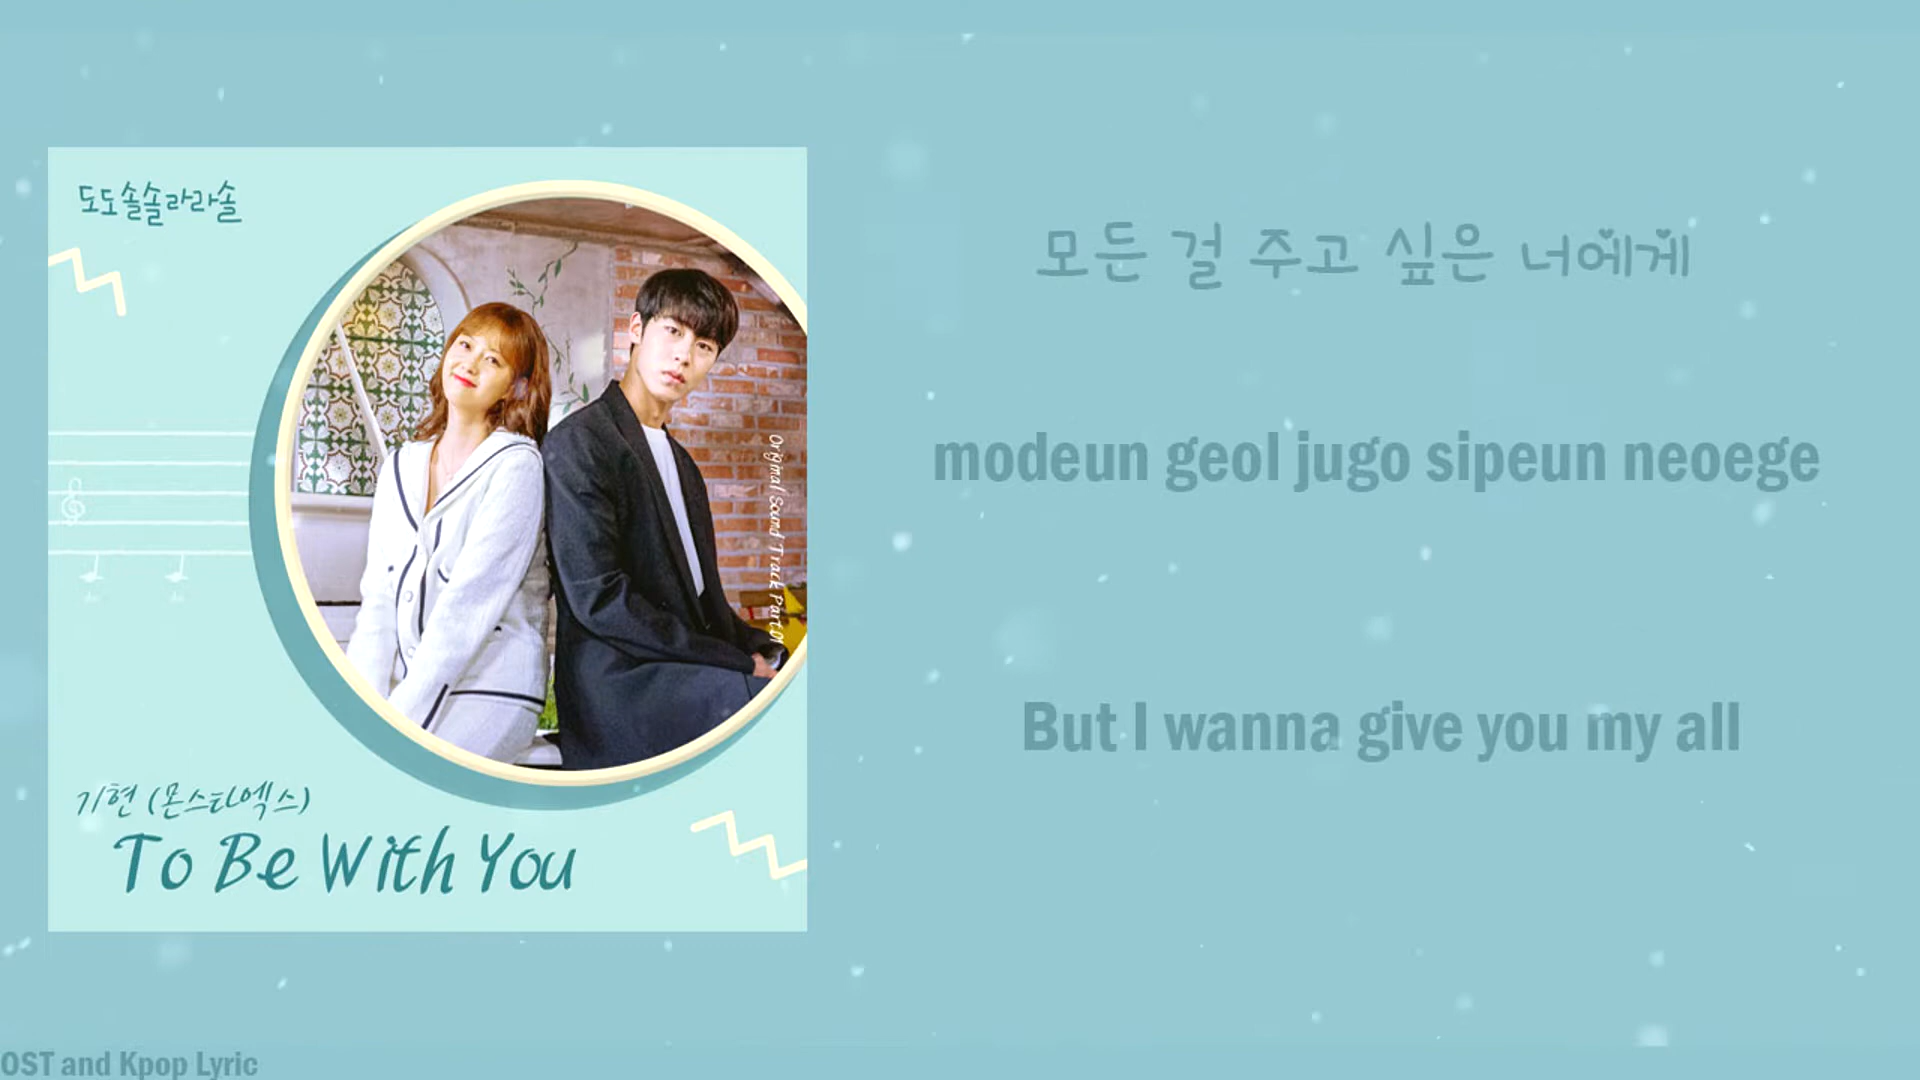 도도솔솔라라솔
Original Sound Track Part.01
기현 (몬스타엑스)
To Be With You
모든 걸 주고 싶은 너에게
modeun geol jugo sipeun neoege
But I wanna give you my all
OST and Kpop Lyric